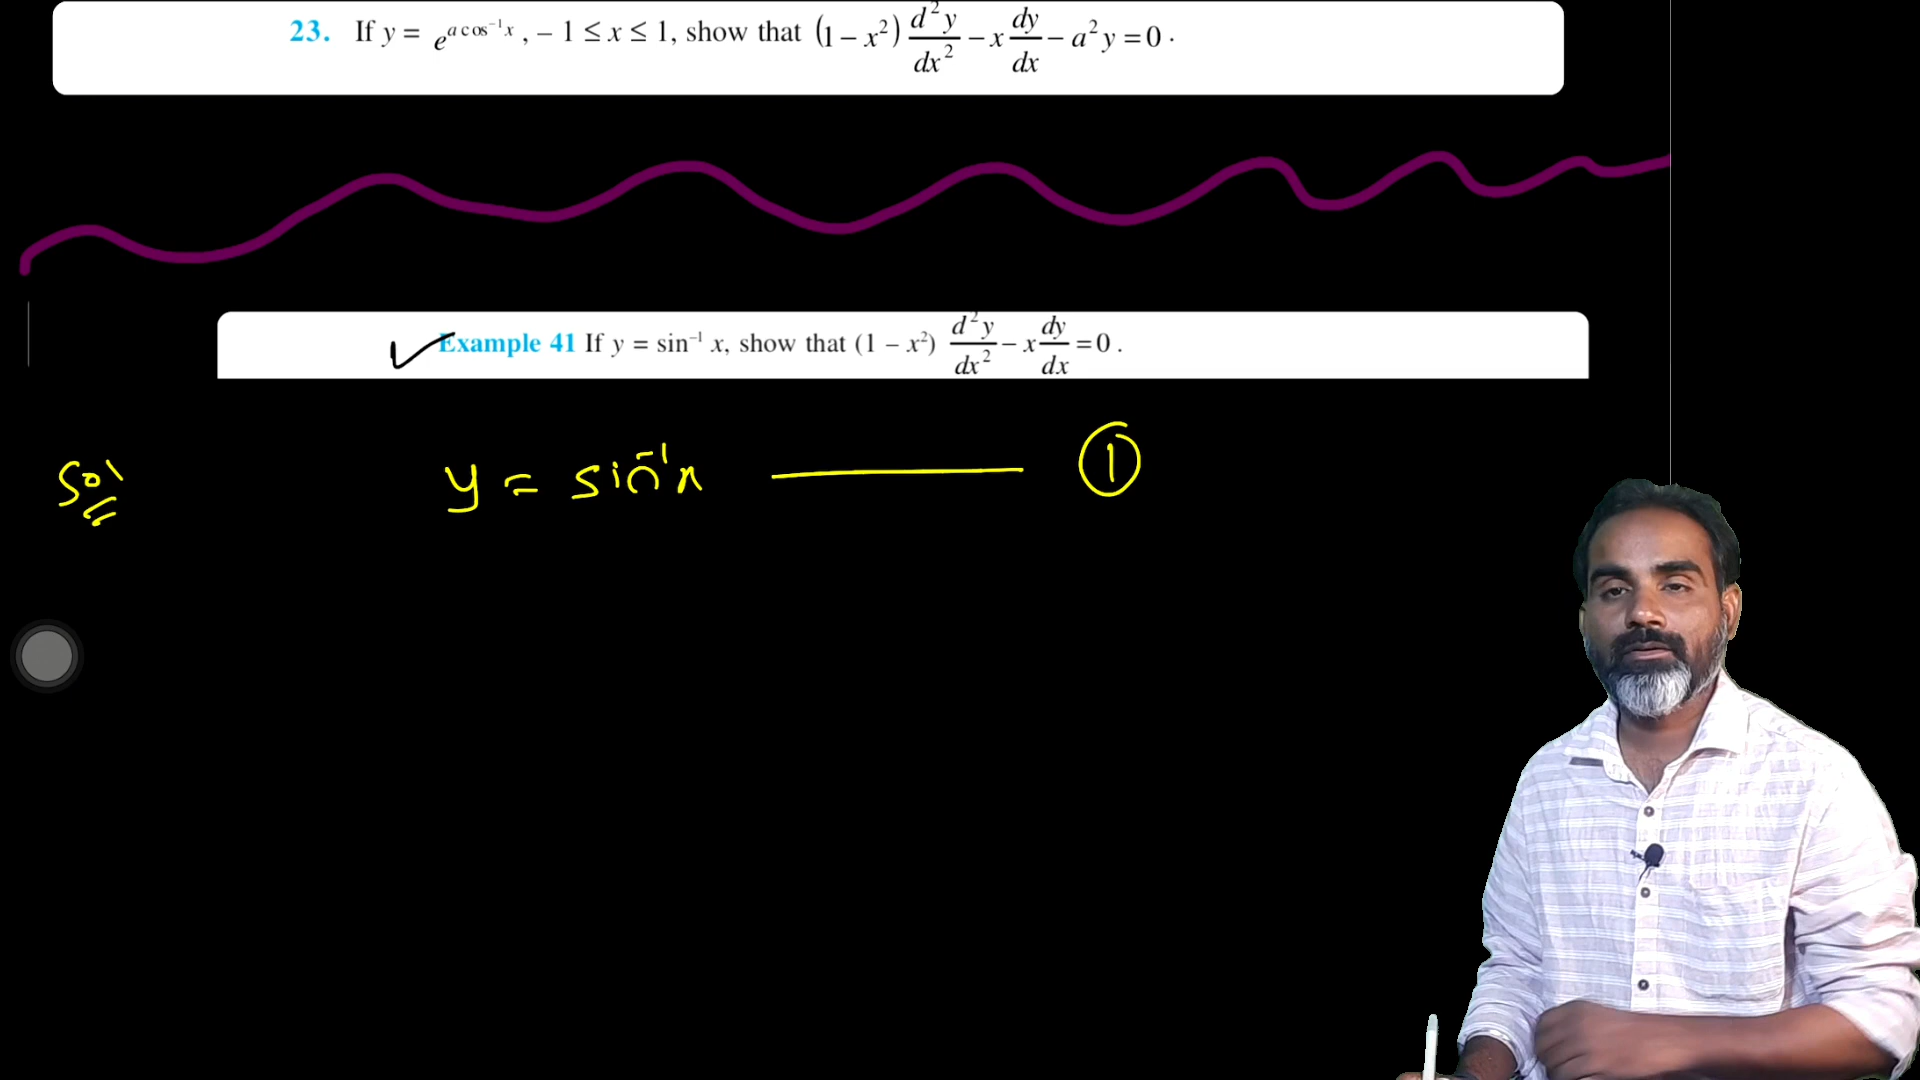 23. If y = e^{a cos⁻¹x}, – 1 ≤ x ≤ 1, show that (1 – x²) d²y/dx² – x dy/dx – a²y = 0 .
Example 41 If y = sin⁻¹ x, show that (1 – x²) d²y/dx² – x dy/dx = 0 .
Sol y = sin⁻¹x ——— ①